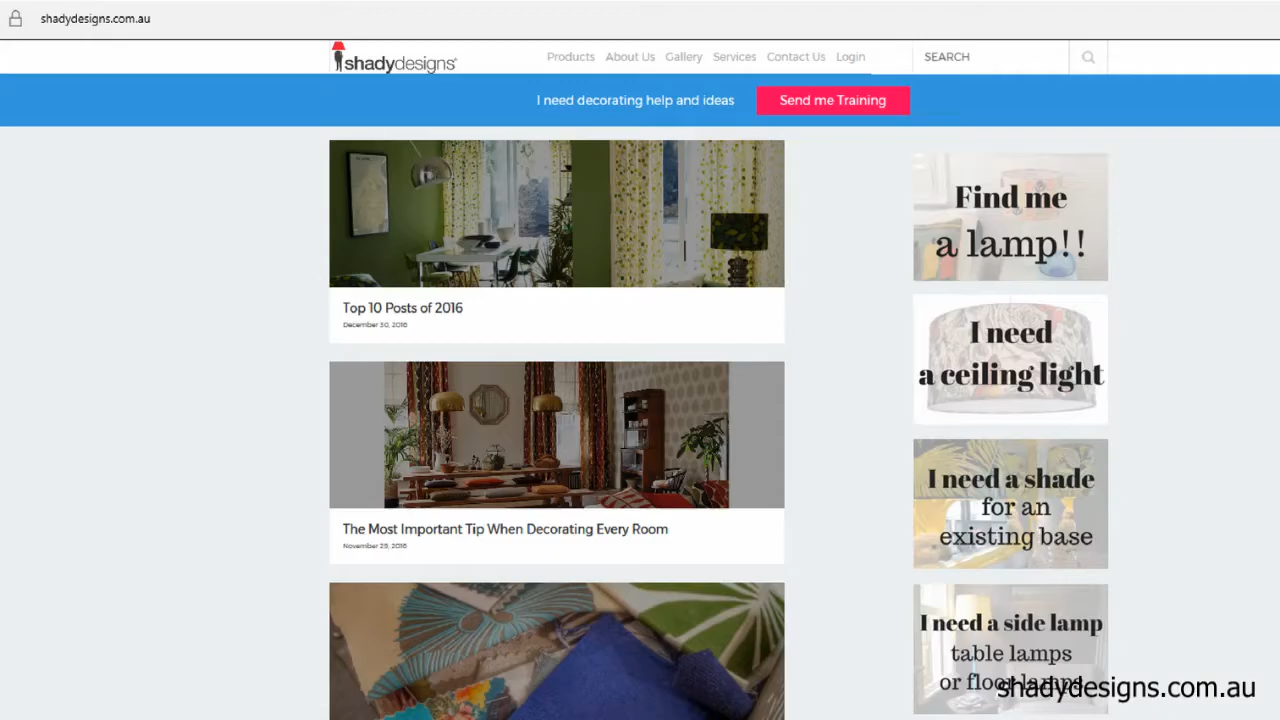 shadydesigns.com.au
shadydesigns
Products About Us Gallery Services Contact Us Login
SEARCH
I need decorating help and ideas
Send me Training
Top 10 Posts of 2016
December 30, 2016
The Most Important Tip When Decorating Every Room
November 29, 2016
Find me
a lamp!!
I need
a ceiling light
I need a shade
for an
existing base
I need a side lamp
table lamps
or floor lamps
shadydesigns.com.au